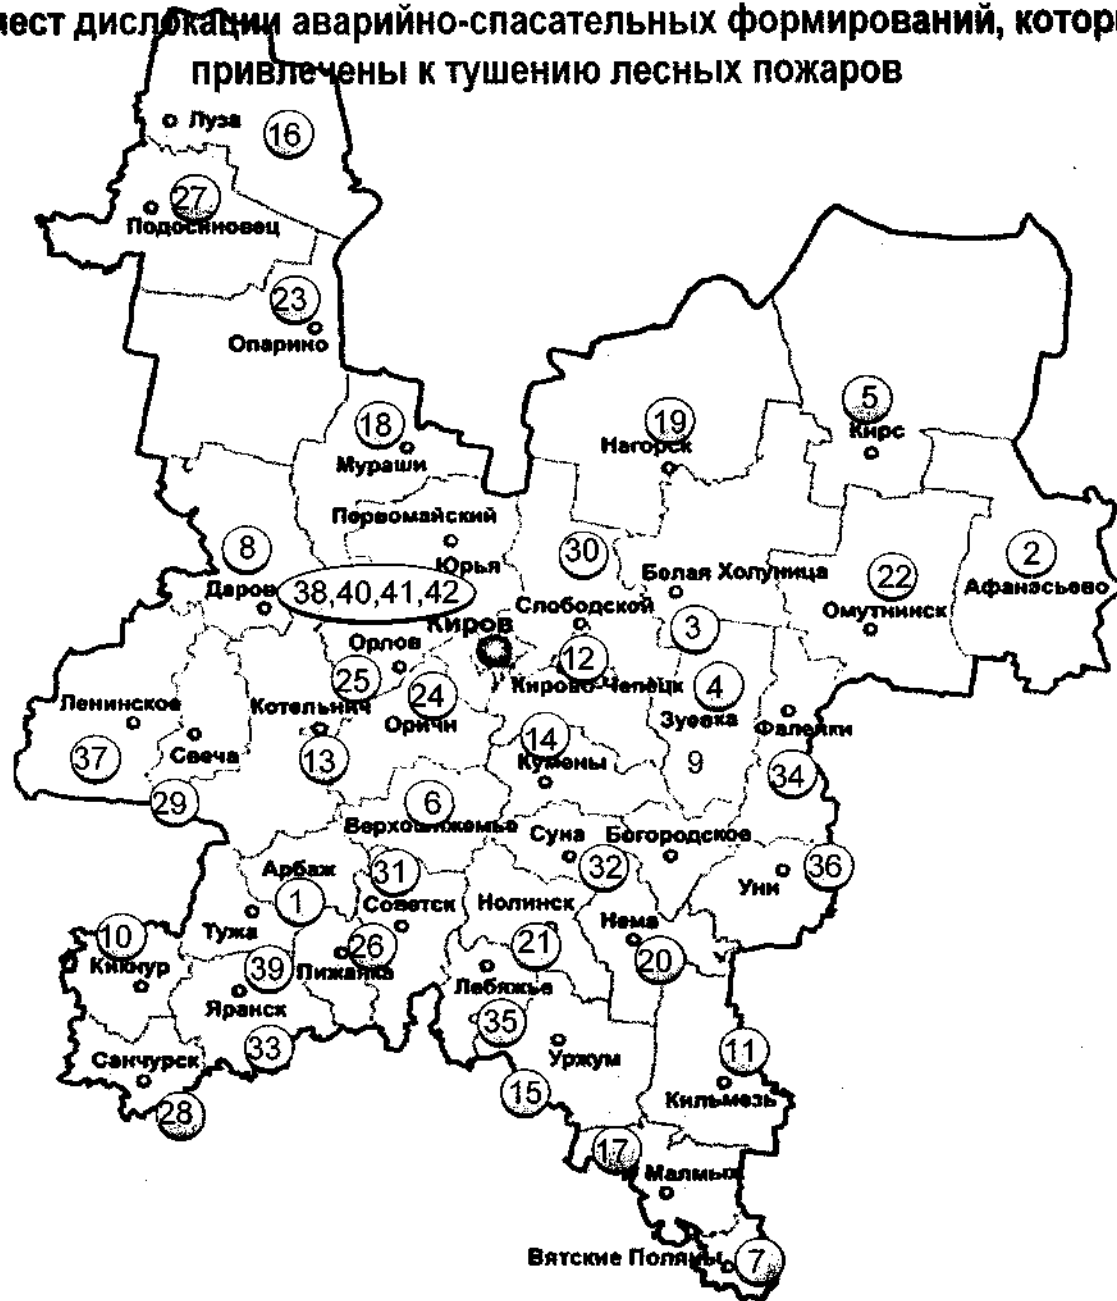 мест дислокации аварийно-спасательных формирований, котор
привлечены к тушению лесных пожаров
Луза
16
27
Подосиновец
23
Опарино
5
18
19
Кирс
Нагорск
Мураши
Первомайский
8
30
2
Юрья
Белая Холуница
22
Афанасьево
Даров
38,40,41,42
Слободской
Омутнинск
Киров
3
Орлов
12
25
Кирово-Чепецк
4
24
Ленинское
Котельнич
Зуевка
Оричи
Фаленки
14
Свеча
37
13
Кумены
9
34
29
6
Верхошижемье
Суна
Богородское
Арбаж
31
32
36
Уни
1
Советск
Нолинск
Нема
Тужа
10
26
21
20
Кикнур
39
Пижанка
Лебяжье
Яранск
35
33
Уржум
11
Санчурск
15
Кильмезь
28
17
Малмыж
Вятские Поляны
7